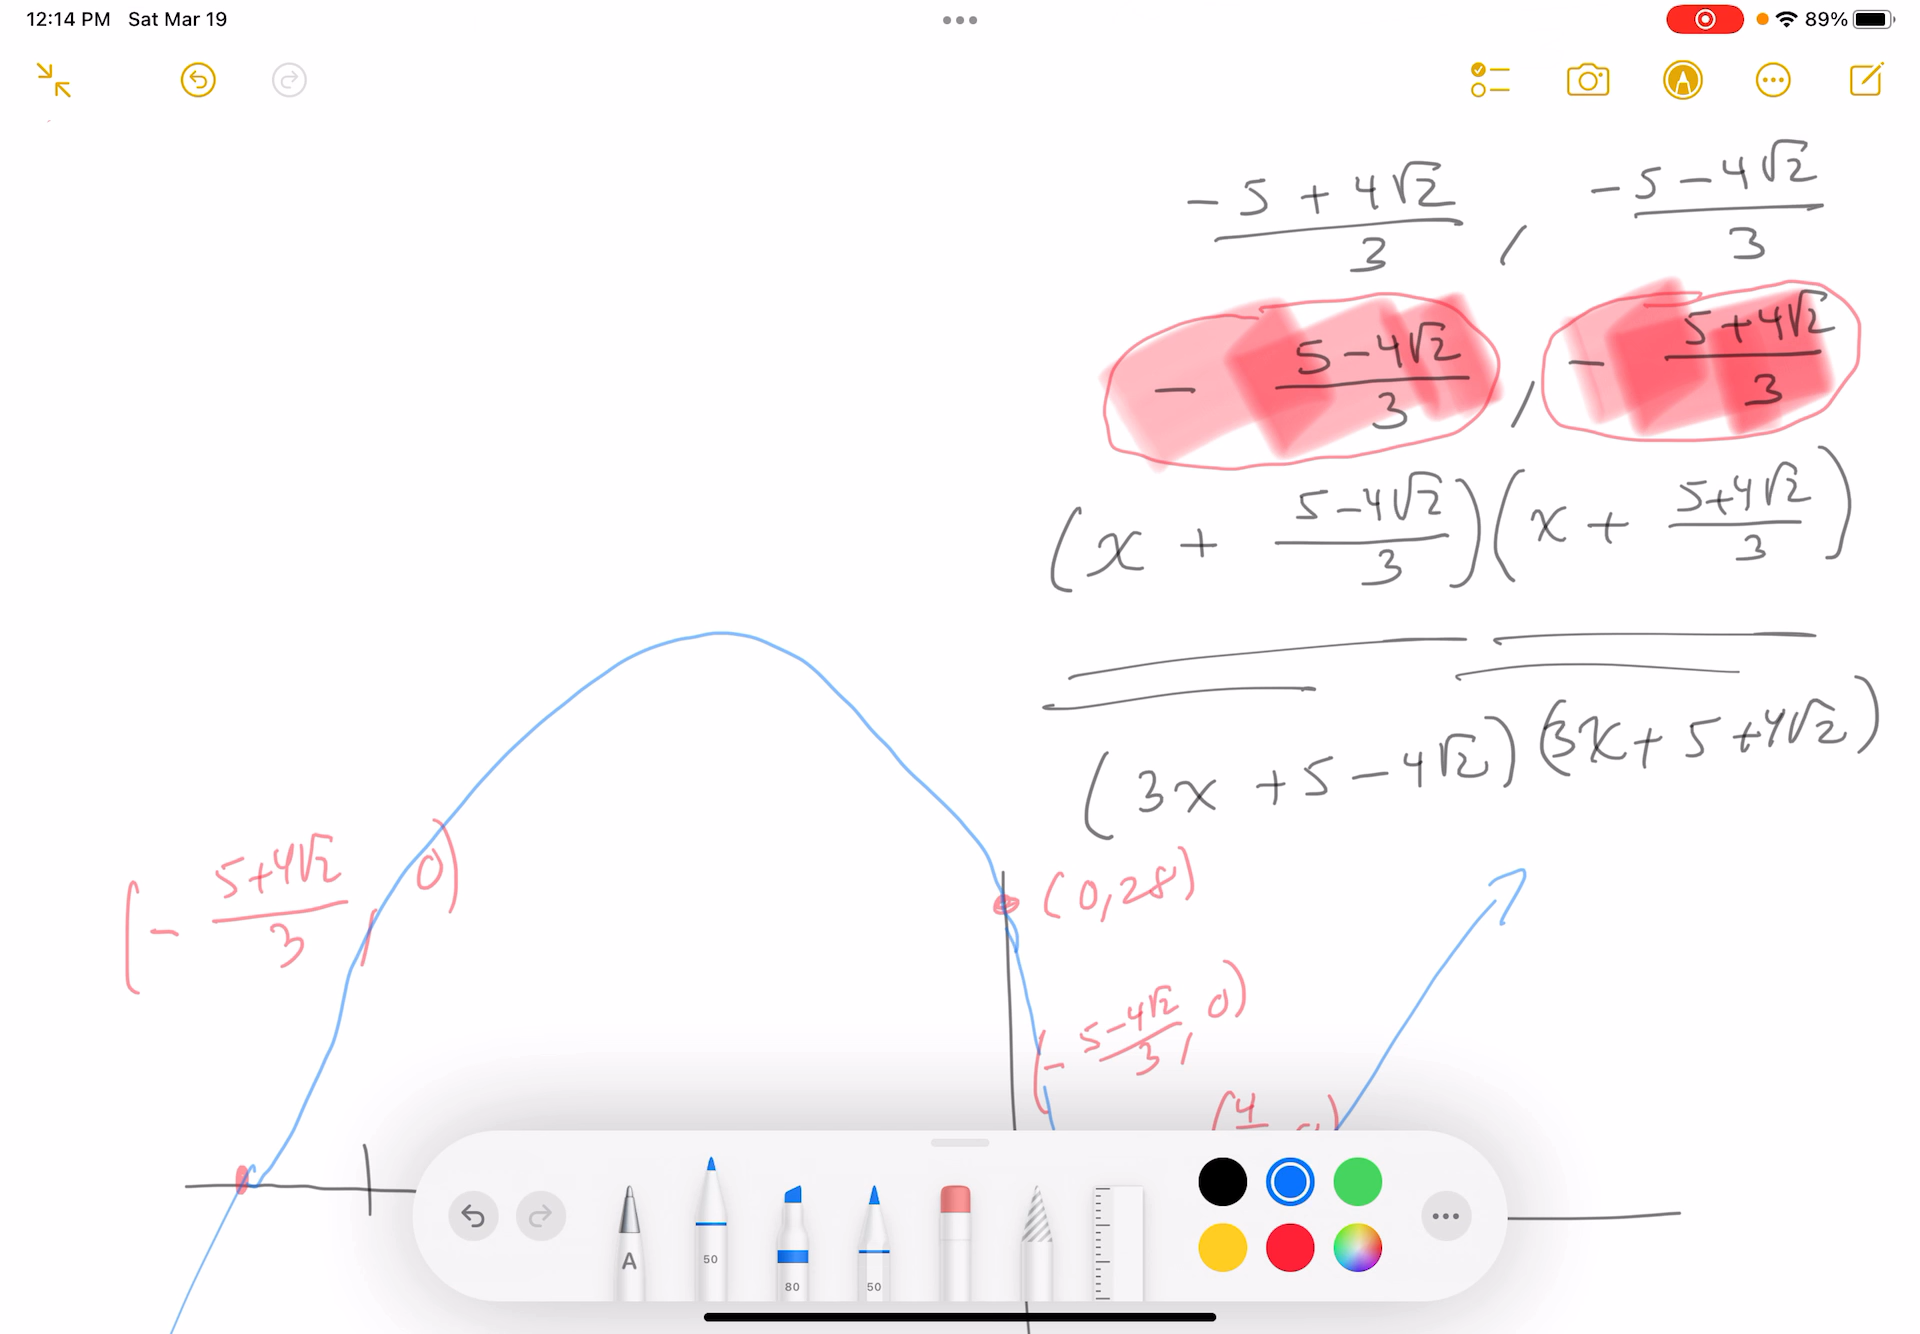 12:14 PM Sat Mar 19
89%
-5+4√2/3 , -5-4√2/3
- 5-4√2/3 , - 5+4√2/3
(x + 5-4√2/3)(x + 5+4√2/3)
(3x+5-4√2)(3x+5+4√2)
(- 5+4√2/3, 0)
(0,28)
(- 5-4√2/3, 0)
(4
)
A
50
80
50